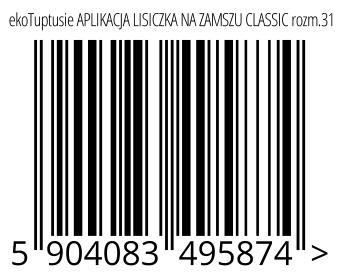 ekoTuptusie APLIKACJA LISICZKA NA ZAMSZU CLASSIC rozm.31
5 904083 495874 >